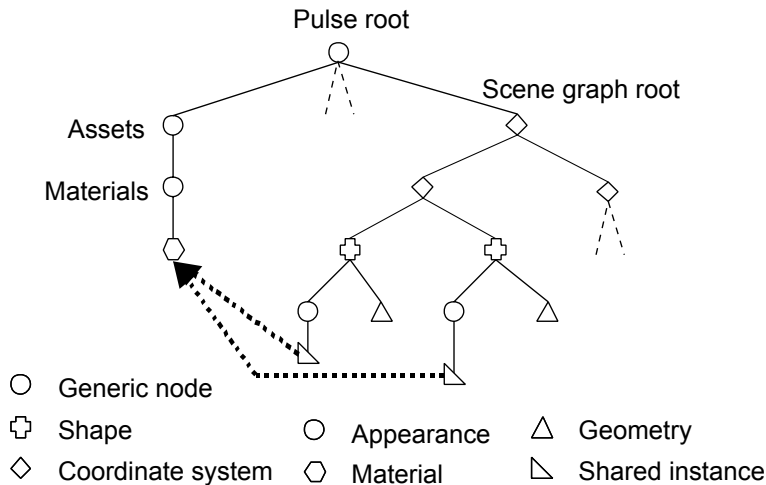 Pulse root
Scene graph root
Assets
Materials
Generic node
Shape
Appearance
Geometry
Coordinate system
Material
Shared instance